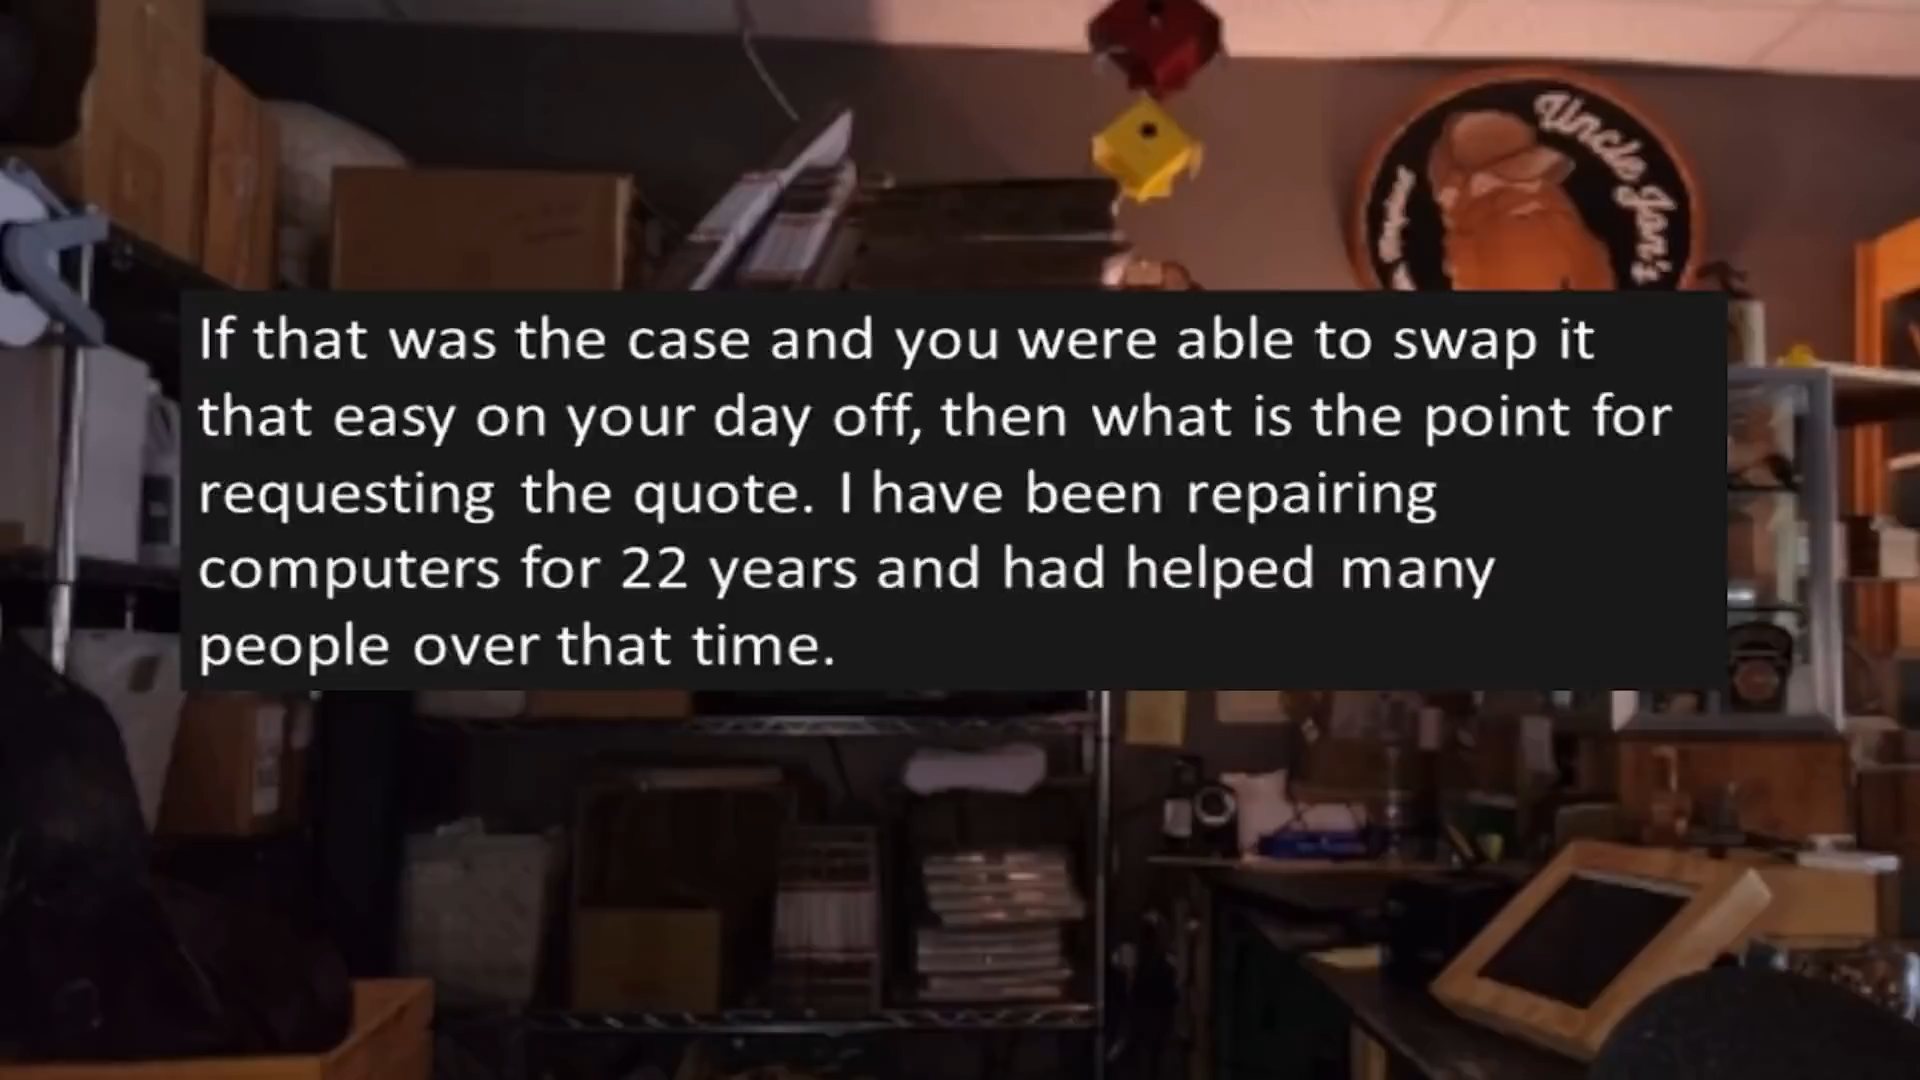 Uncle Jan's
If that was the case and you were able to swap it
that easy on your day off, then what is the point for
requesting the quote. I have been repairing
computers for 22 years and had helped many
people over that time.